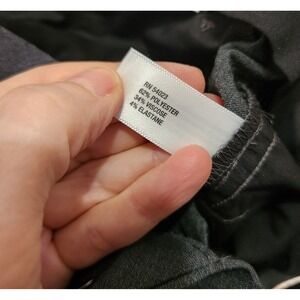 RN 54023
62% POLYESTER
34% VISCOSE
4% ELASTANE